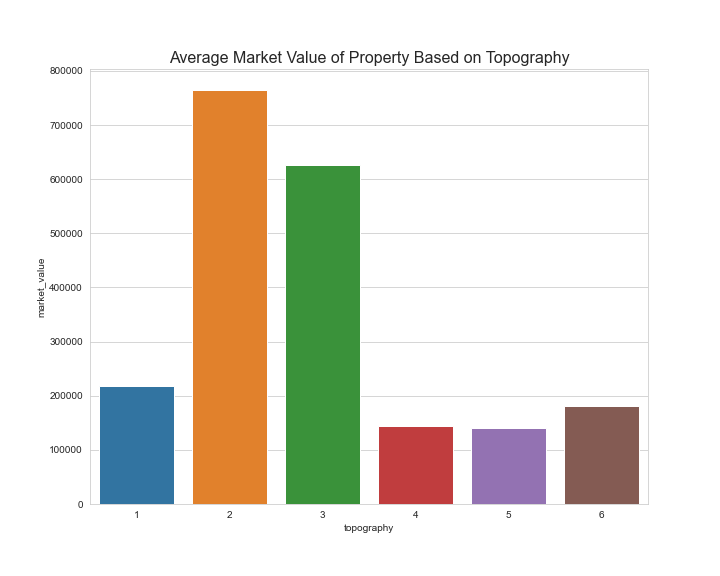 Average Market Value of Property Based on Topography
800000
700000
600000
500000
400000
300000
200000
100000
0
market_value
1 2 3 4 5 6
topography